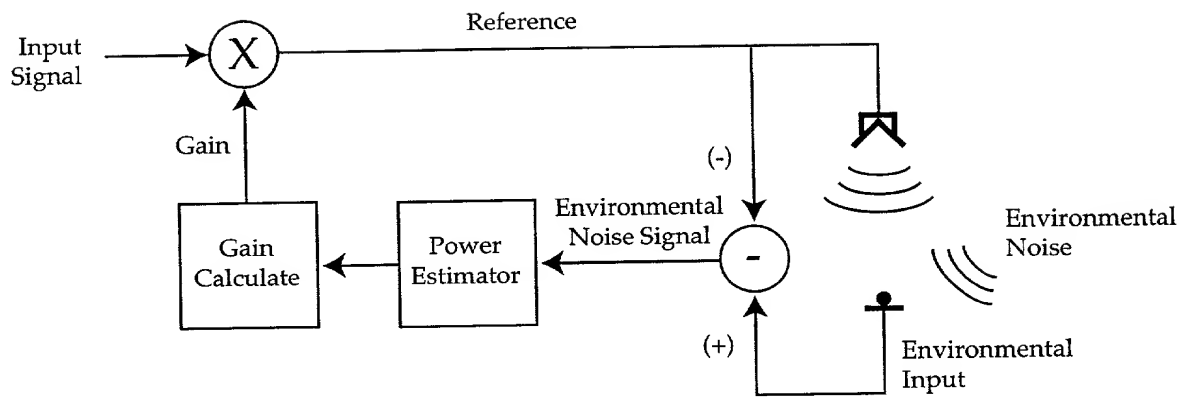 Reference
Input
Signal
X
Gain
(-)
Environmental
Noise Signal
Environmental
Noise
Gain
Calculate
Power
Estimator
-
(+)
Environmental
Input